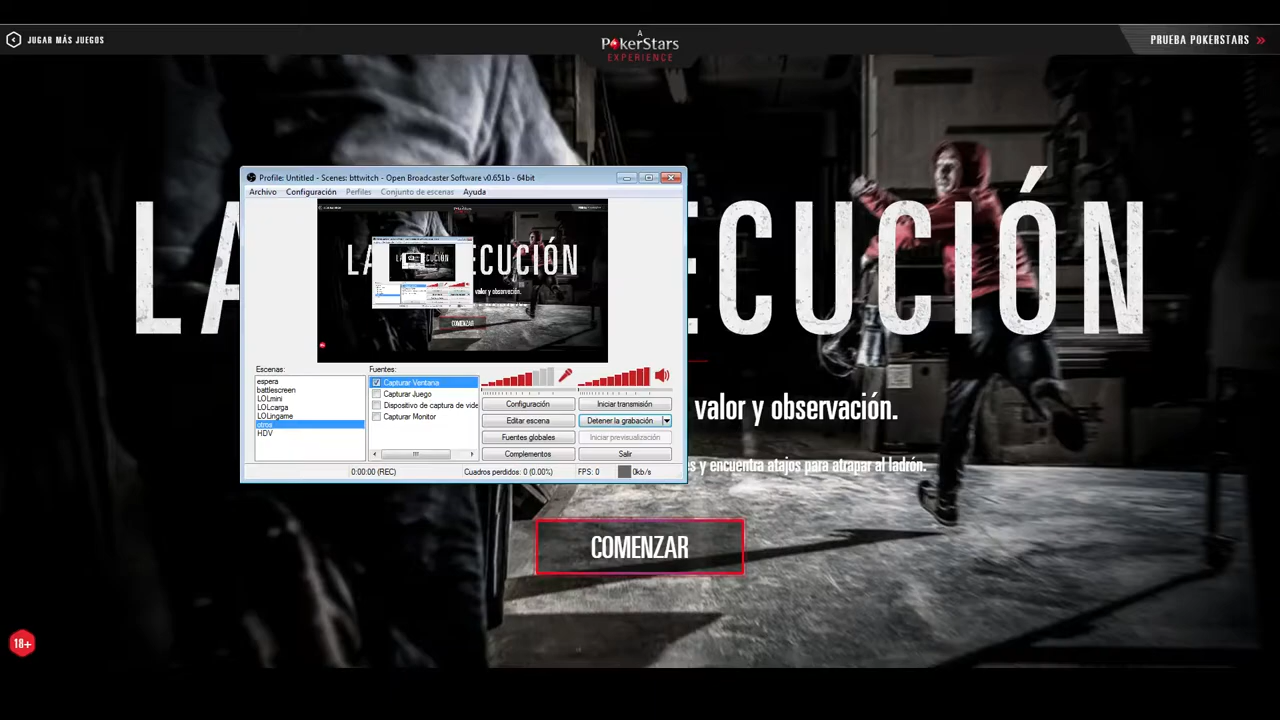 JUGAR MÁS JUEGOS
A
PokerStars
EXPERIENCE
PRUEBA POKERSTARS
LA
ECUCIÓN
valor y observación.
s y encuentra atajos para atrapar al ladrón.
COMENZAR
18+
Profile: Untitled - Scenes: bttwitch - Open Broadcaster Software v0.651b - 64bit
Archivo Configuración Perfiles Conjunto de escenas Ayuda
LA
ECUCIÓN
valor y observación.
COMENZAR
Escenas:
espera
battlescreen
LOLmini
LOLcarga
LOLingame
otros
HDV
Fuentes:
Capturar Ventana
Capturar Juego
Dispositivo de captura de vide
Capturar Monitor
Configuración
Iniciar transmisión
Editar escena
Detener la grabación
Fuentes globales
Iniciar previsualización
Complementos
Salir
0:00:00 (REC) Cuadros perdidos: 0 (0.00%) FPS: 0 0kb/s